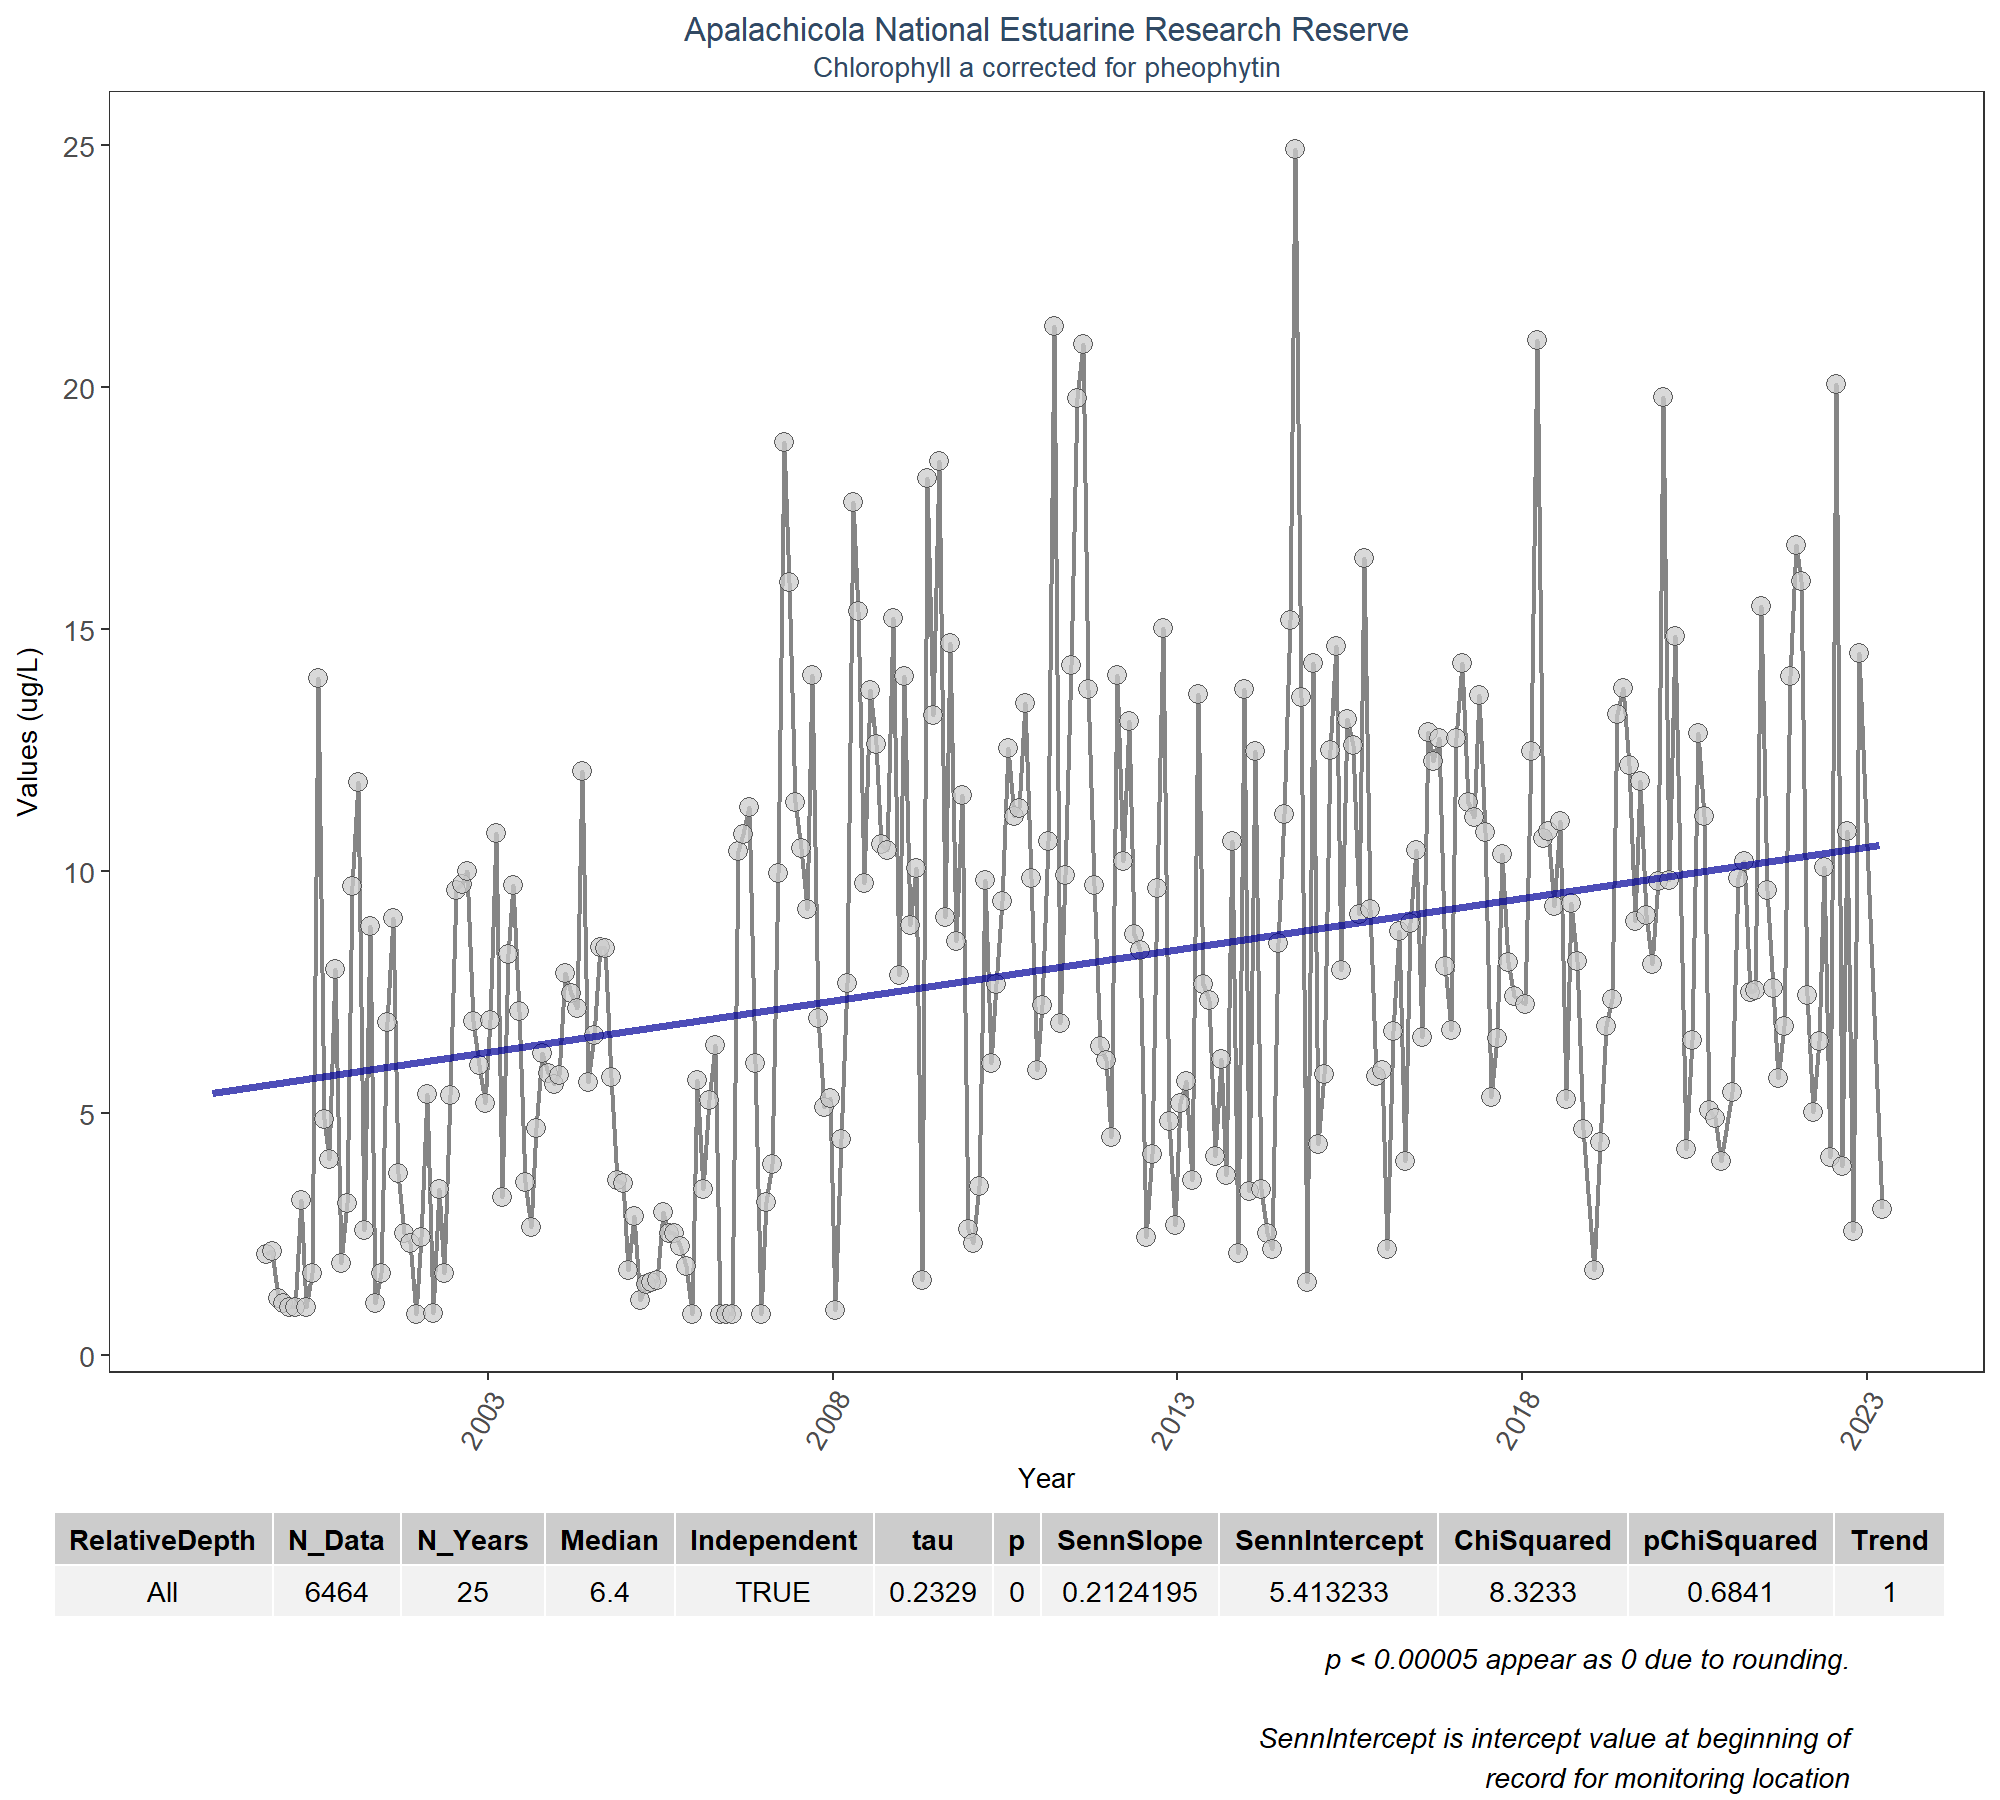 Apalachicola National Estuarine Research Reserve
Chlorophyll a corrected for pheophytin
25
20
15
10
5
0
Values (ug/L)
2003 2008 2013 2018 2023
Year
RelativeDepth N_Data N_Years Median Independent tau p SennSlope SennIntercept ChiSquared pChiSquared Trend
All 6464 25 6.4 TRUE 0.2329 0 0.2124195 5.413233 8.3233 0.6841 1
p < 0.00005 appear as 0 due to rounding.
SennIntercept is intercept value at beginning of
record for monitoring location